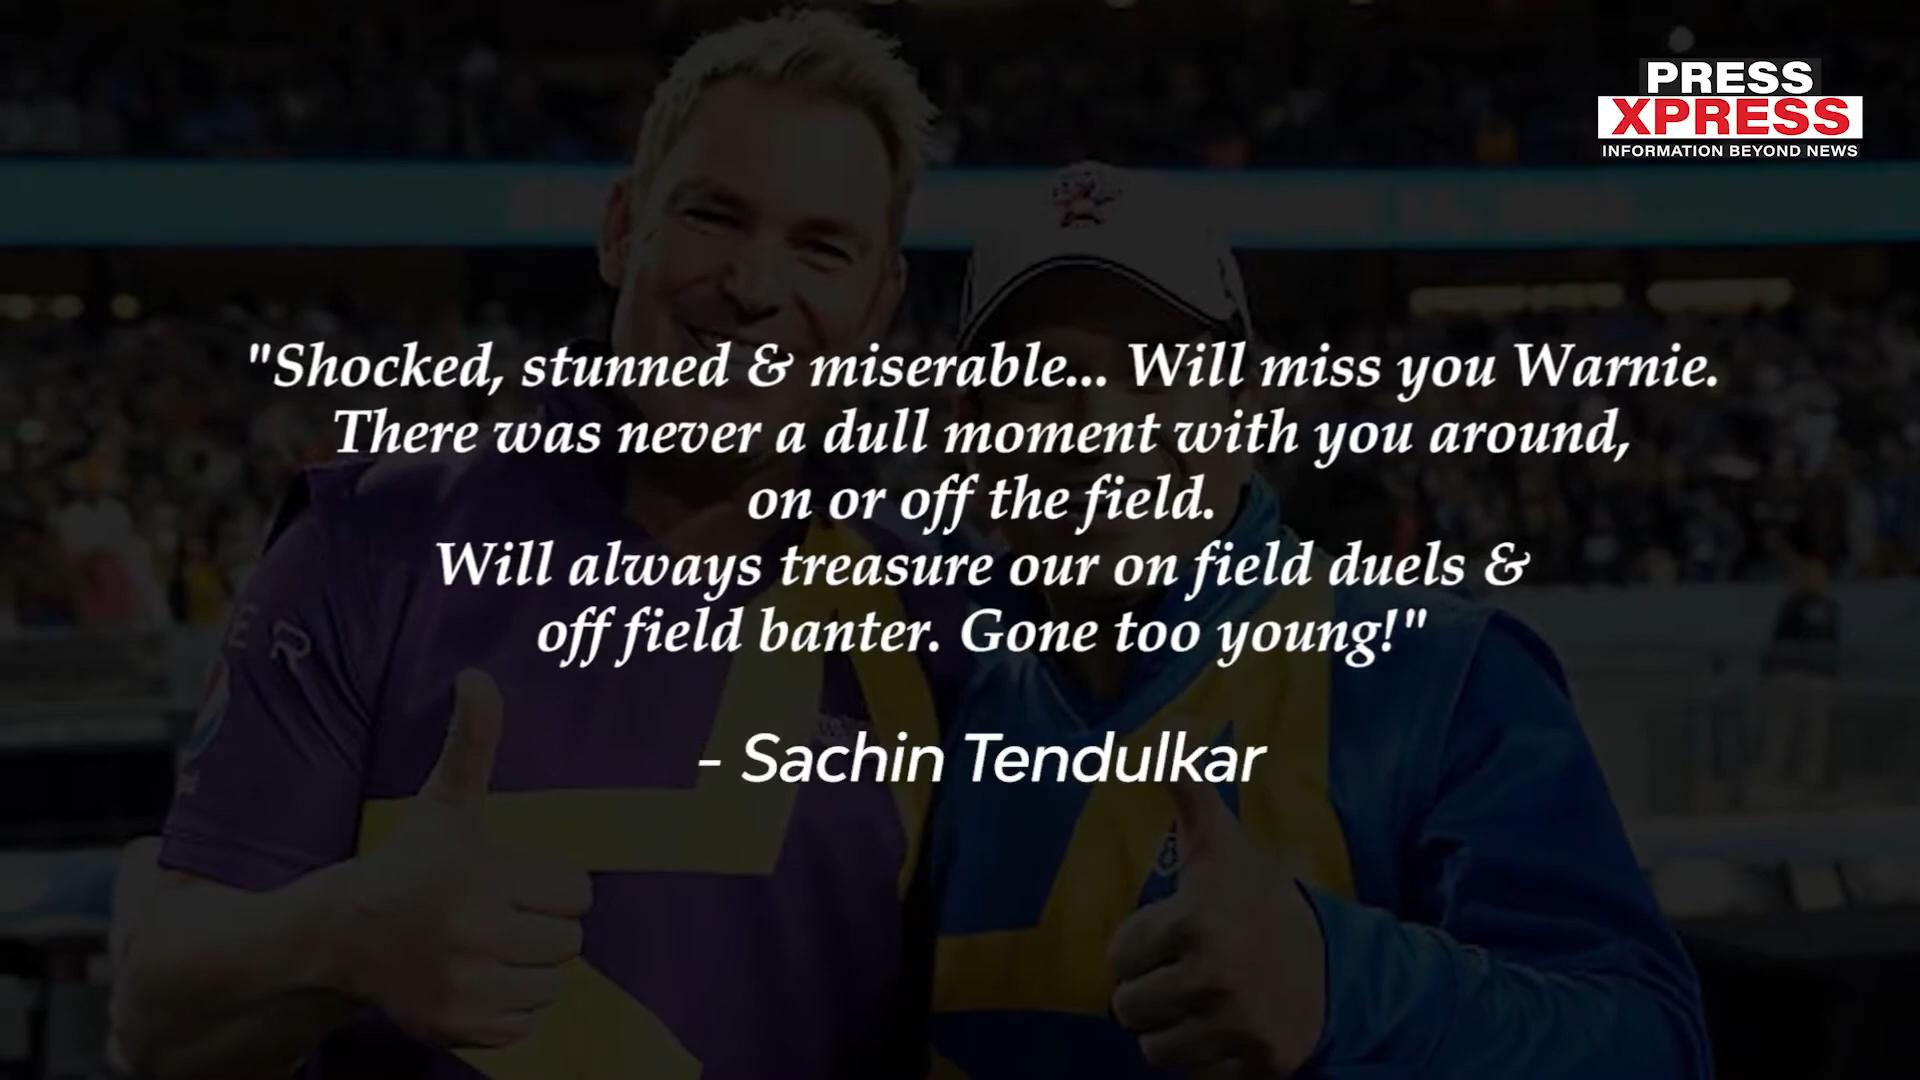 PRESS
XPRESS
INFORMATION BEYOND NEWS
"Shocked, stunned & miserable... Will miss you Warnie.
There was never a dull moment with you around,
on or off the field.
Will always treasure our on field duels &
off field banter. Gone too young!"
- Sachin Tendulkar